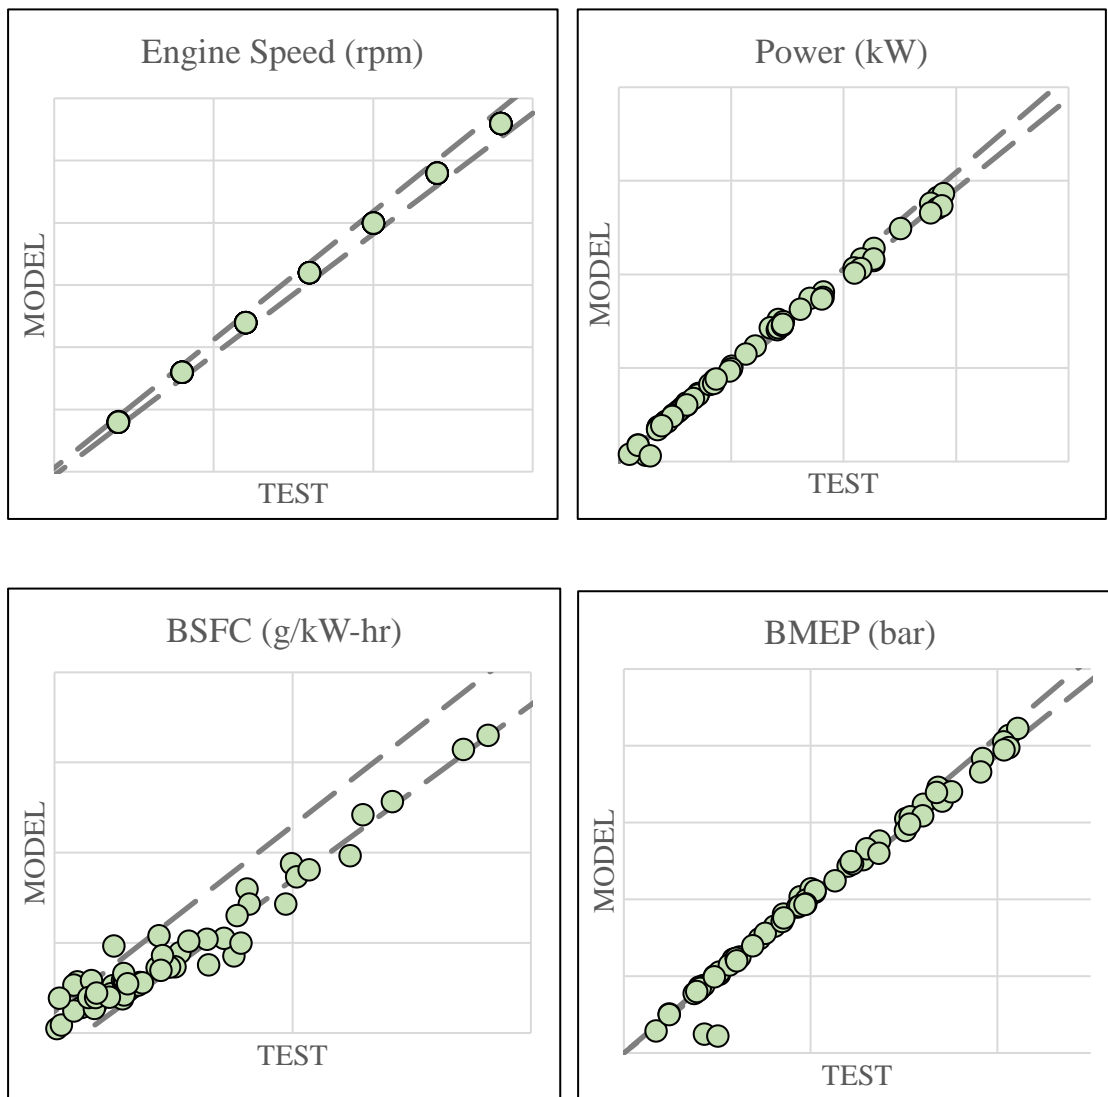 Engine Speed (rpm)
MODEL
TEST
Power (kW)
MODEL
TEST
BSFC (g/kW-hr)
MODEL
TEST
BMEP (bar)
MODEL
TEST